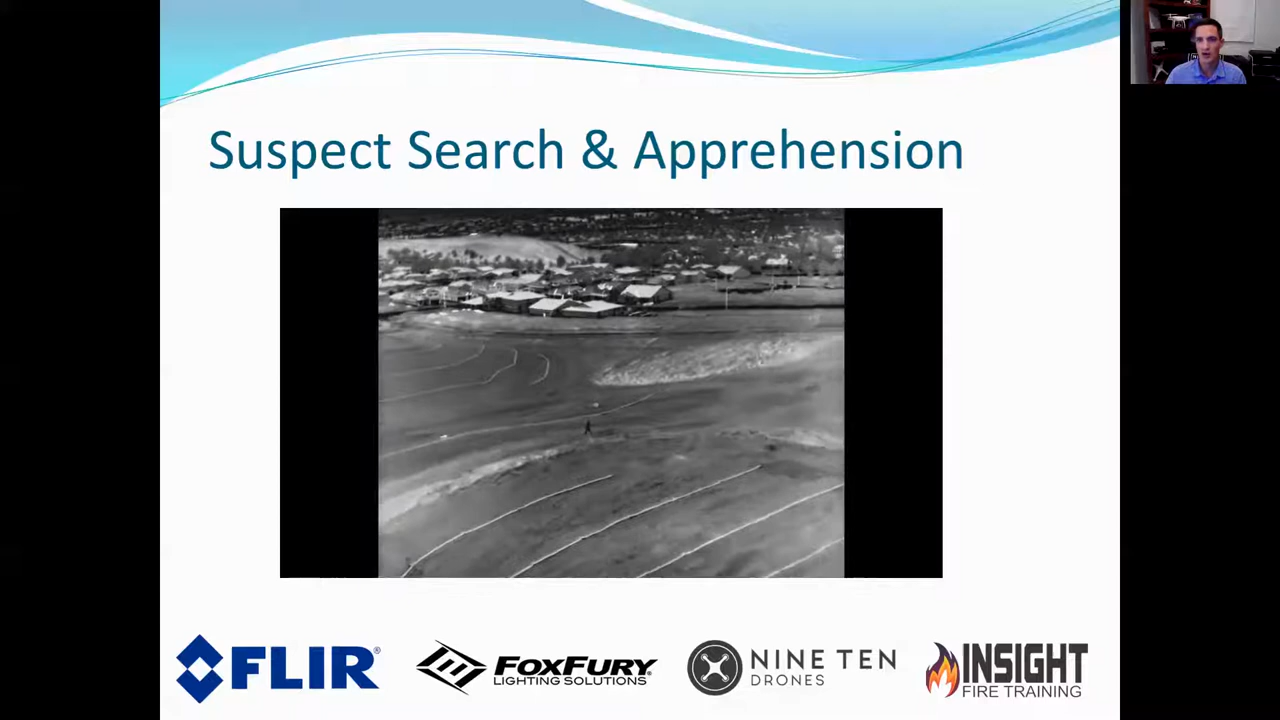 Suspect Search & Apprehension
FLIR®
FOXFURY®
LIGHTING SOLUTIONS
NINE TEN
DRONES
INSIGHT
FIRE TRAINING